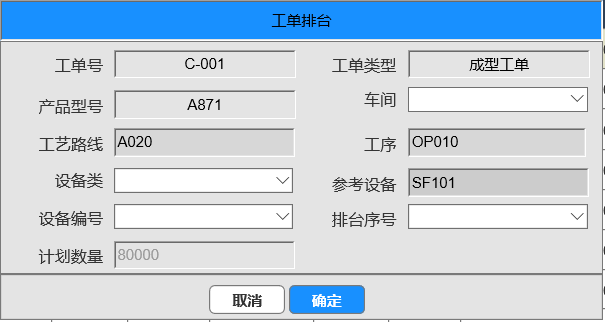 工单排台
工单号 C-001 工单类型 成型工单
产品型号 A871 车间
工艺路线 A020 工序 OP010
设备类 参考设备 SF101
设备编号 排台序号
计划数量 80000
取消 确定